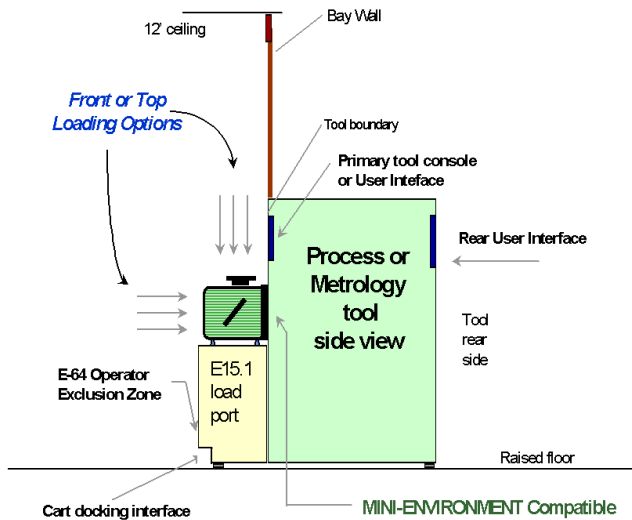 12' ceiling
Bay Wall
Front or Top
Loading Options
Tool boundary
Primary tool console
or User Inteface
Process or
Metrology
tool
side view
Rear User Interface
Tool
rear
side
E15.1
load
port
E-64 Operator
Exclusion Zone
Raised floor
Cart docking interface
MINI-ENVIRONMENT Compatible